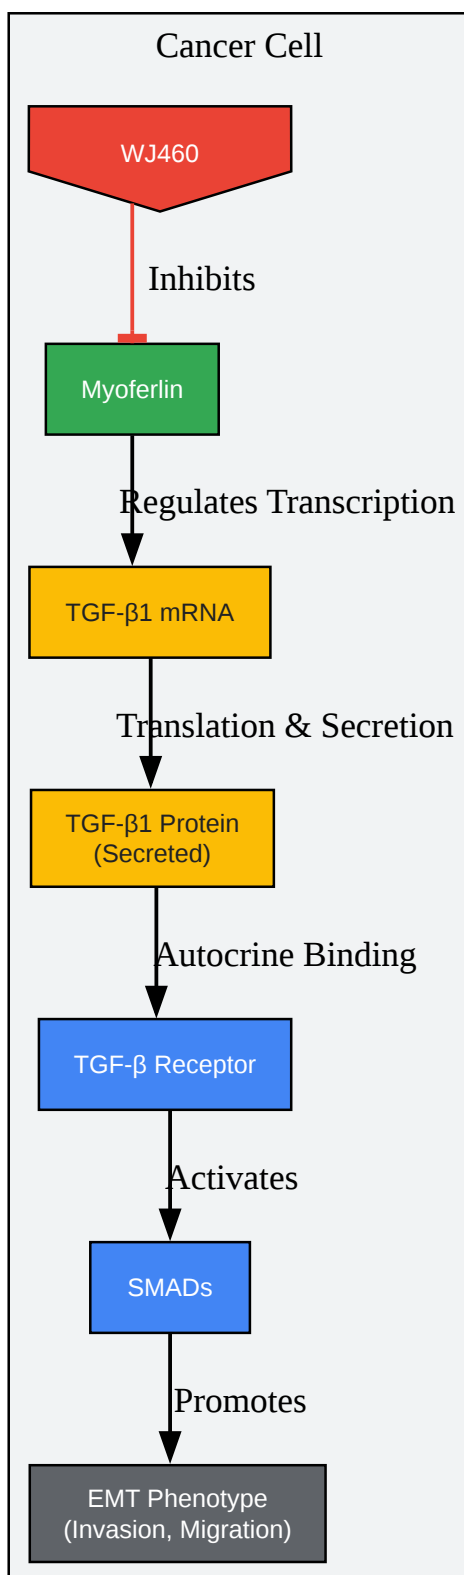 Cancer Cell
WJ460
Inhibits
Myoferlin
Regulates Transcription
TGF-β1 mRNA
Translation & Secretion
TGF-β1 Protein
(Secreted)
Autocrine Binding
TGF-β Receptor
Activates
SMADs
Promotes
EMT Phenotype
(Invasion, Migration)